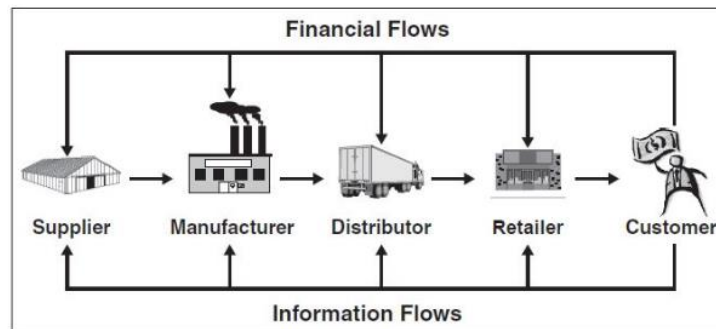 Financial Flows
Supplier Manufacturer Distributor Retailer Customer
Information Flows